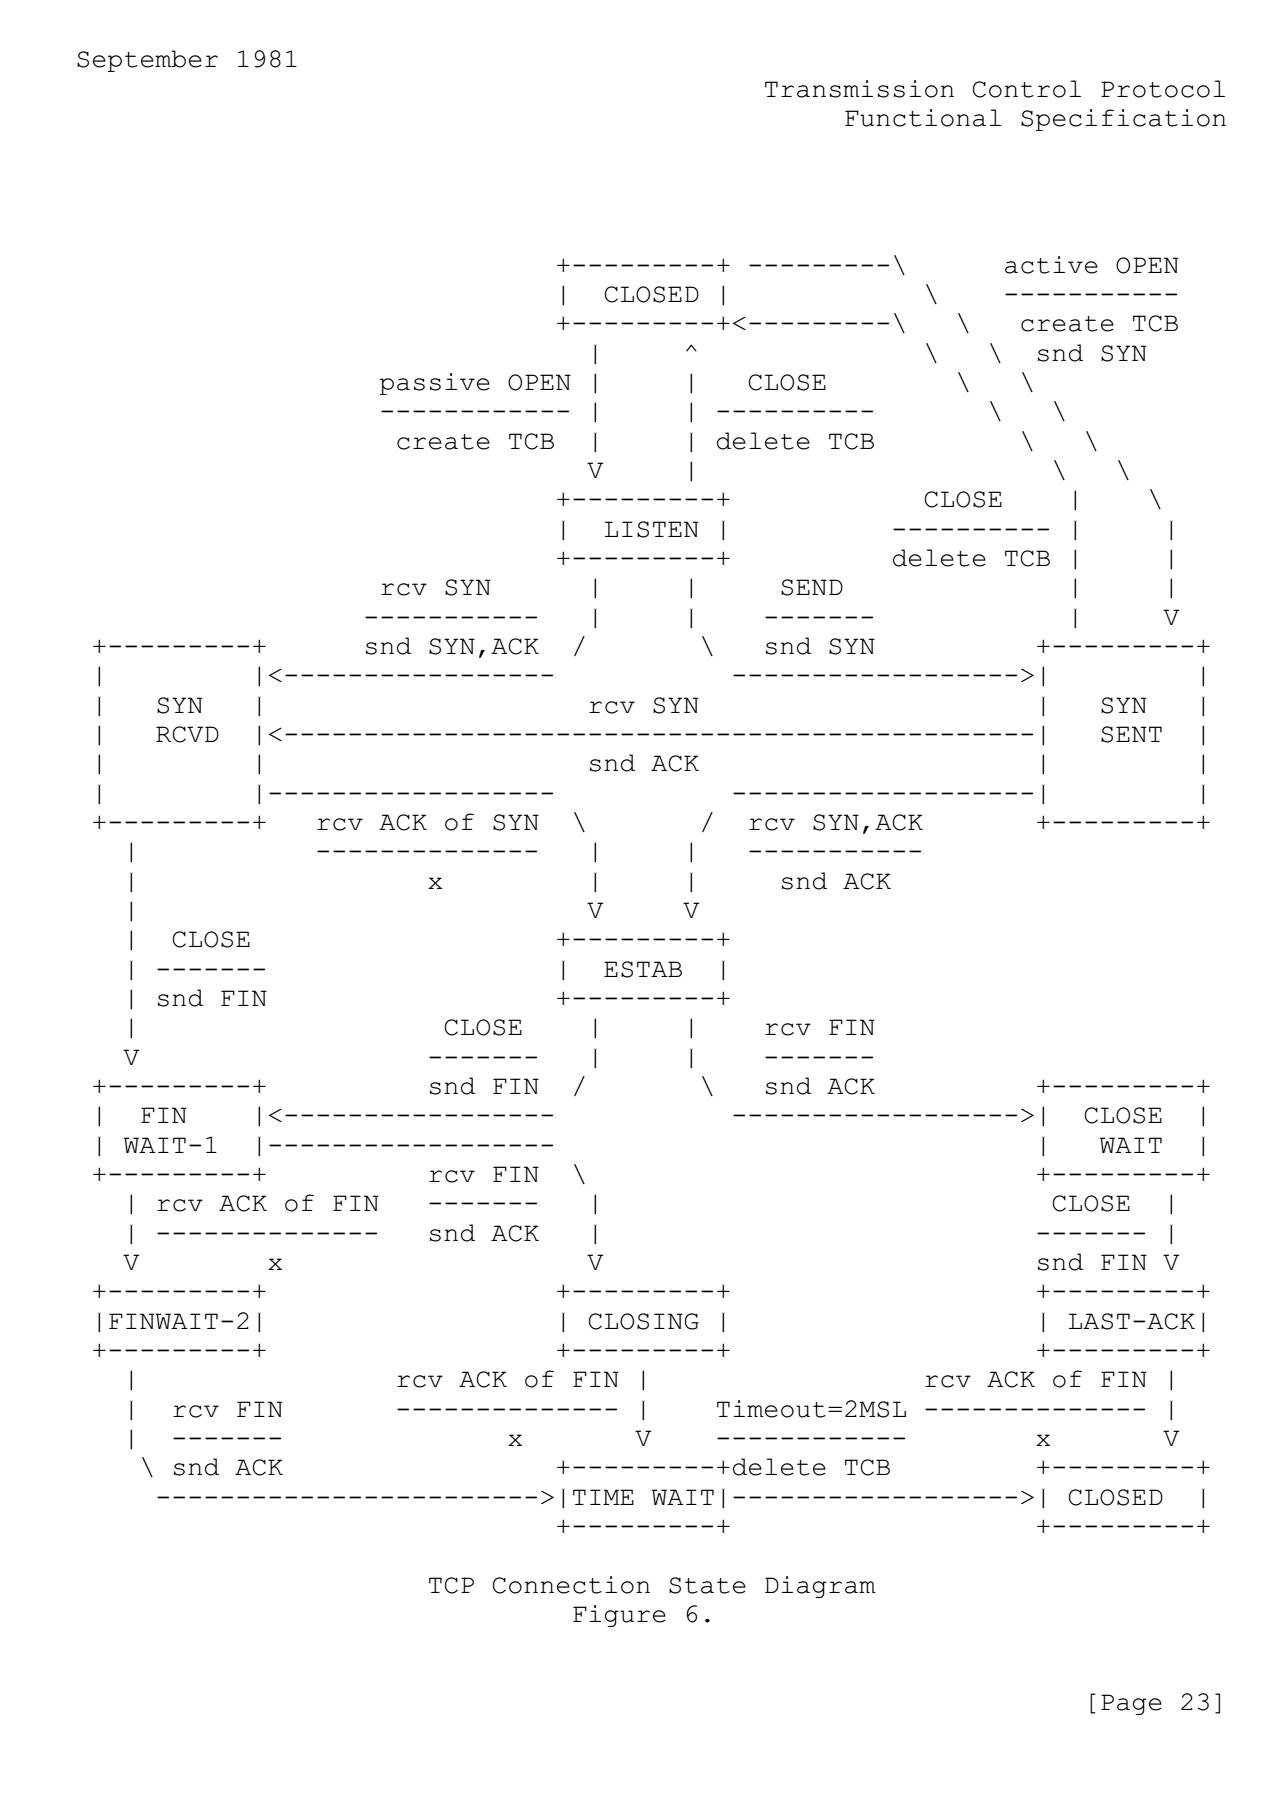 September 1981
                                           Transmission Control Protocol
                                                Functional Specification

                              +---------+ ---------\      active OPEN
                              |  CLOSED |            \    -----------
                              +---------+<---------\   \   create TCB
                                |     ^              \   \  snd SYN
                   passive OPEN |     |   CLOSE        \   \
                   ------------ |     | ----------       \   \
                    create TCB  |     | delete TCB         \   \
                                V     |                      \   \
                              +---------+            CLOSE    |    \
                              |  LISTEN |          ---------- |     |
                              +---------+          delete TCB |     |
                   rcv SYN      |     |     SEND              |     |
                  -----------   |     |    -------            |     V
 +---------+      snd SYN,ACK  /       \   snd SYN          +---------+
 |         |<-----------------           ------------------>|         |
 |   SYN   |                    rcv SYN                     |   SYN   |
 |   RCVD  |<-----------------------------------------------|   SENT  |
 |         |                    snd ACK                     |         |
 |         |------------------           -------------------|         |
 +---------+   rcv ACK of SYN  \       /  rcv SYN,ACK       +---------+
   |           --------------   |     |   -----------
   |                  x         |     |     snd ACK
   |                            V     V
   |  CLOSE                   +---------+
   | -------                  |  ESTAB  |
   | snd FIN                  +---------+
   |                   CLOSE    |     |    rcv FIN
   V                  -------   |     |    -------
 +---------+          snd FIN  /       \   snd ACK          +---------+
 |  FIN    |<-----------------           ------------------>|  CLOSE  |
 | WAIT-1  |------------------                              |   WAIT  |
 +---------+          rcv FIN  \                            +---------+
   | rcv ACK of FIN   -------   |                            CLOSE  |
   | --------------   snd ACK   |                           ------- |
   V        x                   V                           snd FIN V
 +---------+                  +---------+                   +---------+
 |FINWAIT-2|                  | CLOSING |                   | LAST-ACK|
 +---------+                  +---------+                   +---------+
   |                rcv ACK of FIN |                 rcv ACK of FIN |
   |  rcv FIN       -------------- |    Timeout=2MSL -------------- |
   |  -------              x       V    ------------        x       V
    \ snd ACK                 +---------+delete TCB         +---------+
     ------------------------>|TIME WAIT|------------------>| CLOSED  |
                              +---------+                   +---------+

                      TCP Connection State Diagram
                               Figure 6.

                                                               [Page 23]